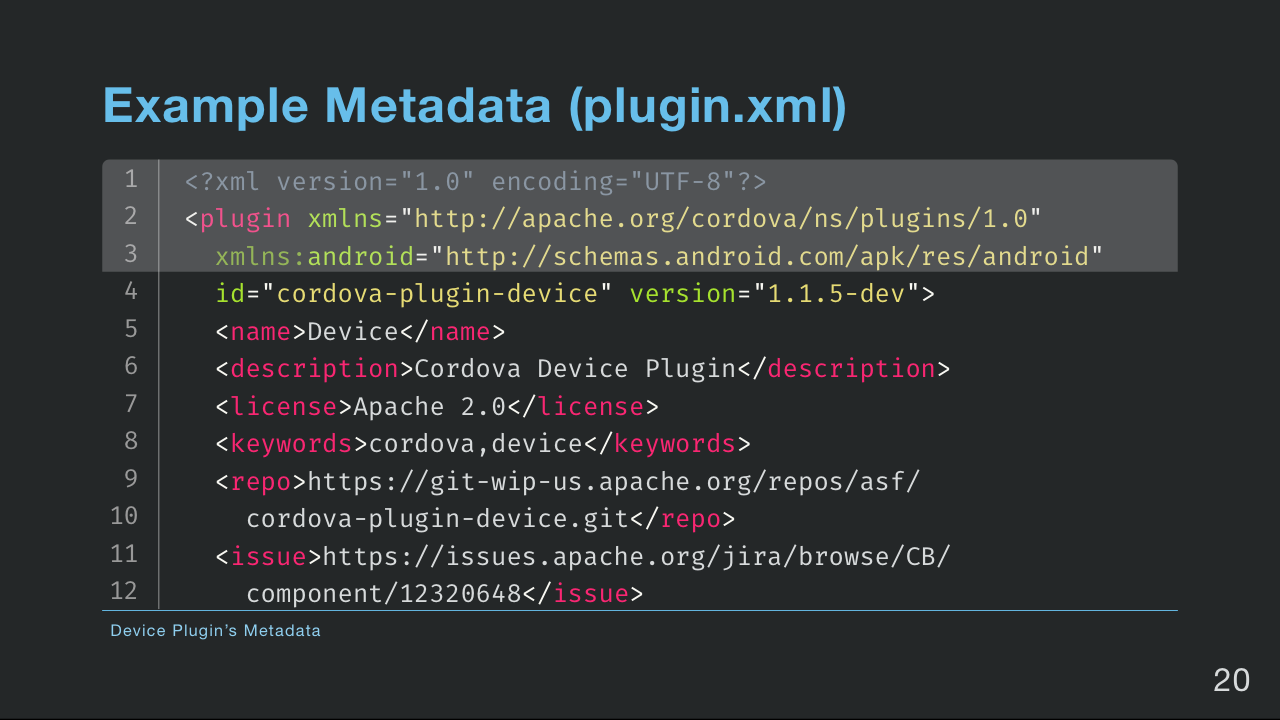 Example Metadata (plugin.xml)
1 <?xml version="1.0" encoding="UTF-8"?>
2 <plugin xmlns="http://apache.org/cordova/ns/plugins/1.0"
3 xmlns:android="http://schemas.android.com/apk/res/android"
4 id="cordova-plugin-device" version="1.1.5-dev">
5 <name>Device</name>
6 <description>Cordova Device Plugin</description>
7 <license>Apache 2.0</license>
8 <keywords>cordova,device</keywords>
9 <repo>https://git-wip-us.apache.org/repos/asf/
10 cordova-plugin-device.git</repo>
11 <issue>https://issues.apache.org/jira/browse/CB/
12 component/12320648</issue>
Device Plugin’s Metadata
20